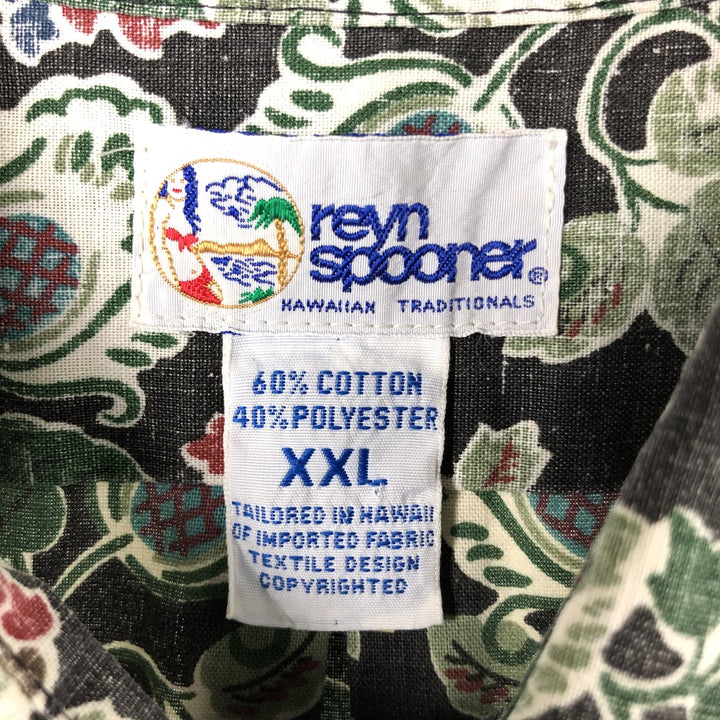 reyn
spooner®
HAWAIIAN TRADITIONALS
60% COTTON
40% POLYESTER
XXL
TAILORED IN HAWAII
OF IMPORTED FABRIC
TEXTILE DESIGN
COPYRIGHTED